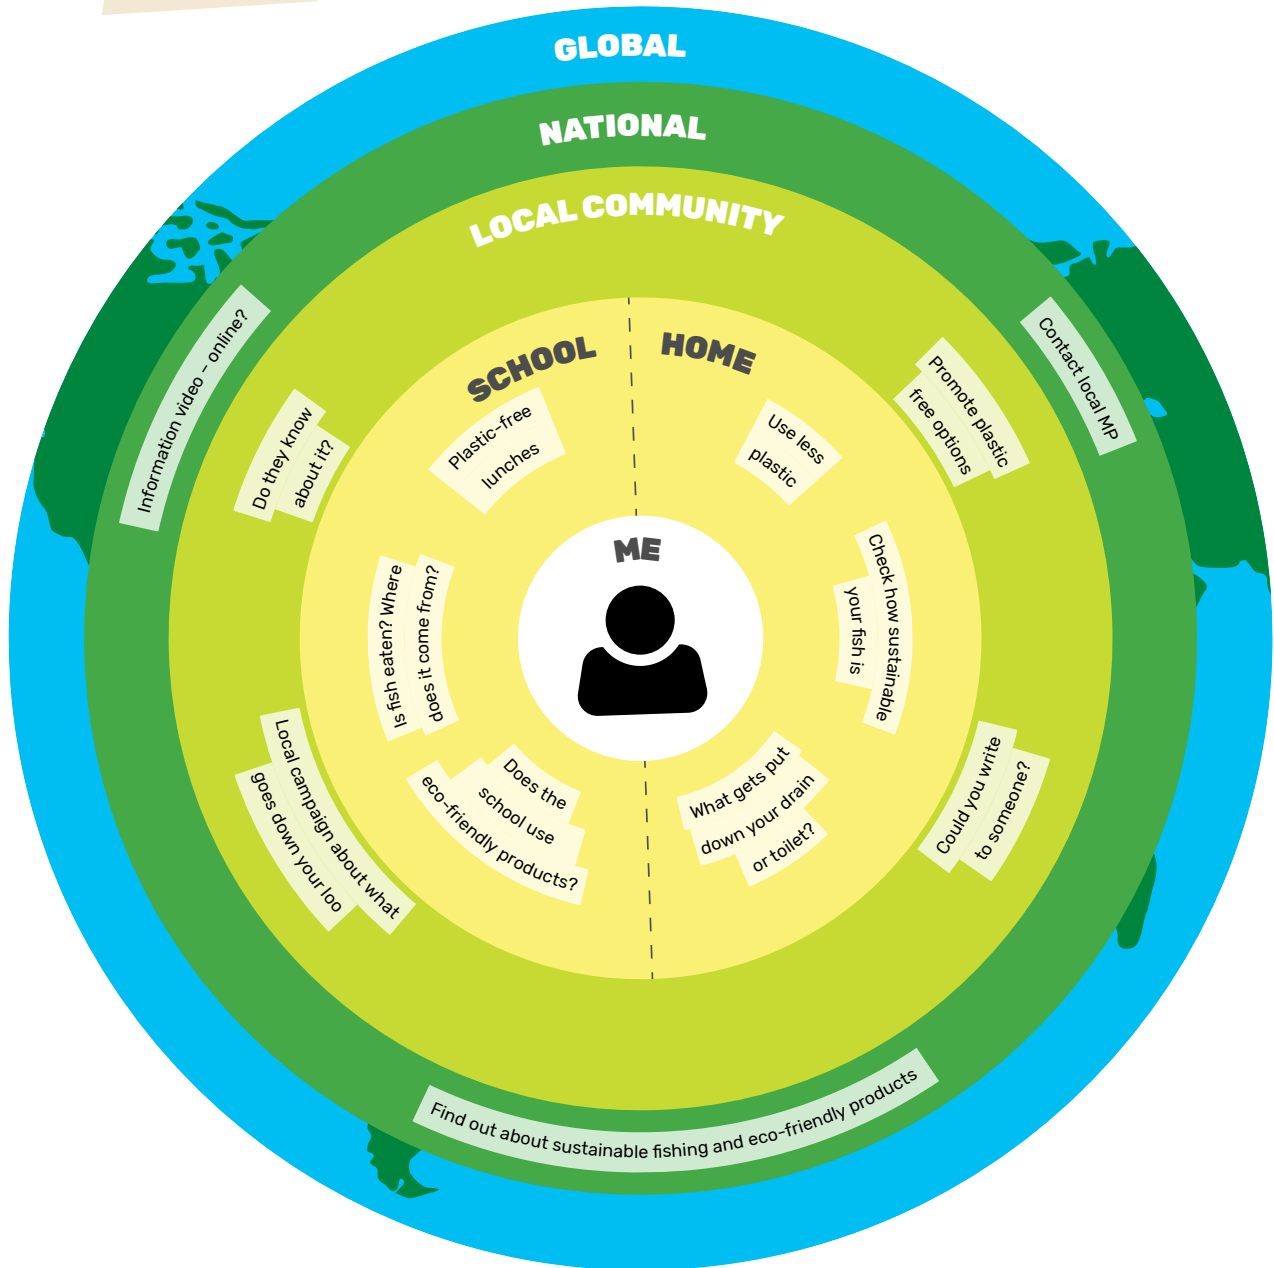 GLOBAL
NATIONAL
LOCAL COMMUNITY
SCHOOL
HOME
ME
Information video – online?
Contact local MP
Do they know
about it?
Promote plastic
free options
Plastic-free
lunches
Use less
plastic
Is fish eaten? Where
does it come from?
Check how sustainable
your fish is
Does the
school use
eco-friendly products?
What gets put
down your drain
or toilet?
Local campaign about what
goes down your loo
Could you write
to someone?
Find out about sustainable fishing and eco-friendly products